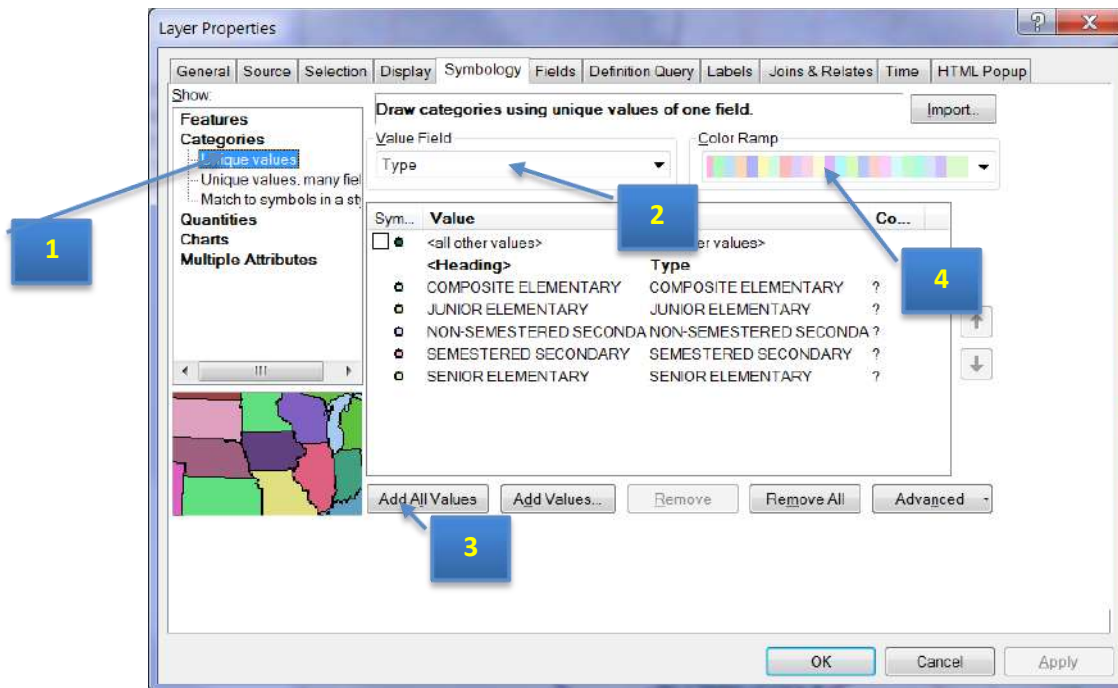 Layer Properties
General Source Selection Display Symbology Fields Definition Query Labels Joins & Relates Time HTML Popup
Show:
Features
Categories
Unique values
Unique values, many fiel
Match to symbols in a st
Quantities
Charts
Multiple Attributes
Draw categories using unique values of one field.
Import..
Value Field
Type
Color Ramp
Sym... Value Co...
<all other values> er values>
<Heading> Type
COMPOSITE ELEMENTARY COMPOSITE ELEMENTARY ?
JUNIOR ELEMENTARY JUNIOR ELEMENTARY ?
NON-SEMESTERED SECONDA NON-SEMESTERED SECONDA ?
SEMESTERED SECONDARY SEMESTERED SECONDARY ?
SENIOR ELEMENTARY SENIOR ELEMENTARY ?
Add All Values Add Values... Remove Remove All Advanced
OK Cancel Apply
1
2
3
4